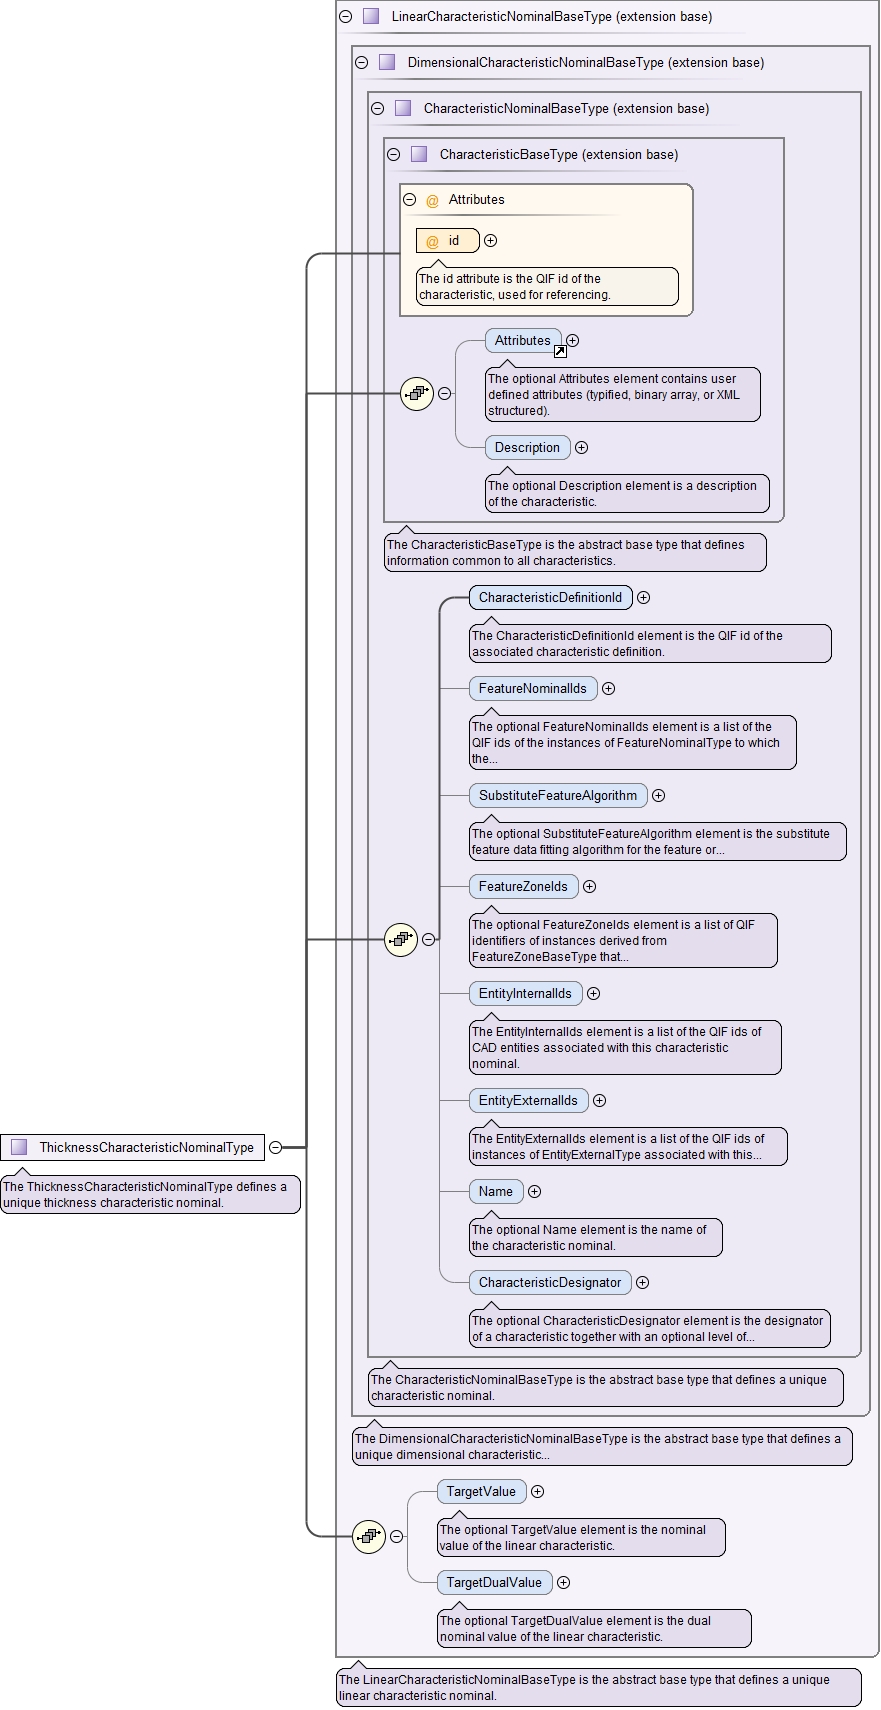 LinearCharacteristicNominalBaseType (extension base)
DimensionalCharacteristicNominalBaseType (extension base)
CharacteristicNominalBaseType (extension base)
CharacteristicBaseType (extension base)
@ Attributes
@ id
The id attribute is the QIF id of the
characteristic, used for referencing.
Attributes
The optional Attributes element contains user
defined attributes (typified, binary array, or XML
structured).
Description
The optional Description element is a description
of the characteristic.
The CharacteristicBaseType is the abstract base type that defines
information common to all characteristics.
CharacteristicDefinitionId
The CharacteristicDefinitionId element is the QIF id of the
associated characteristic definition.
FeatureNominalIds
The optional FeatureNominalIds element is a list of the
QIF ids of the instances of FeatureNominalType to which
the...
SubstituteFeatureAlgorithm
The optional SubstituteFeatureAlgorithm element is the substitute
feature data fitting algorithm for the feature or...
FeatureZoneIds
The optional FeatureZoneIds element is a list of QIF
identifiers of instances derived from
FeatureZoneBaseType that...
EntityInternalIds
The EntityInternalIds element is a list of the QIF ids of
CAD entities associated with this characteristic
nominal.
EntityExternalIds
The EntityExternalIds element is a list of the QIF ids of
instances of EntityExternalType associated with this...
ThicknessCharacteristicNominalType
The ThicknessCharacteristicNominalType defines a
unique thickness characteristic nominal.
Name
The optional Name element is the name of
the characteristic nominal.
CharacteristicDesignator
The optional CharacteristicDesignator element is the designator
of a characteristic together with an optional level of...
The CharacteristicNominalBaseType is the abstract base type that defines a unique
characteristic nominal.
The DimensionalCharacteristicNominalBaseType is the abstract base type that defines a
unique dimensional characteristic...
TargetValue
The optional TargetValue element is the nominal
value of the linear characteristic.
TargetDualValue
The optional TargetDualValue element is the dual
nominal value of the linear characteristic.
The LinearCharacteristicNominalBaseType is the abstract base type that defines a unique
linear characteristic nominal.